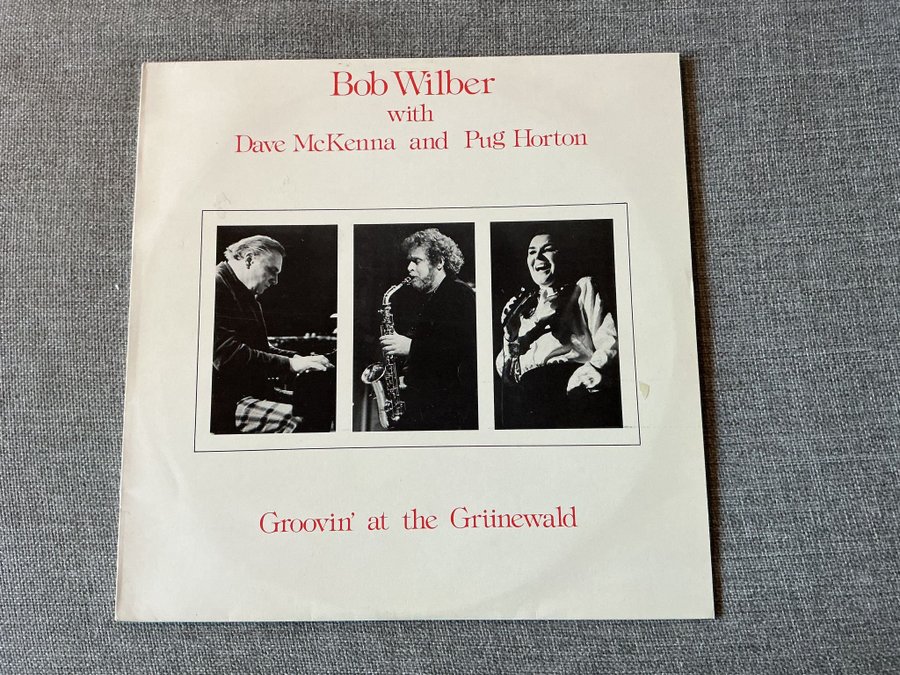 Bob Wilber
with
Dave McKenna and Pug Horton
Groovin' at the Grünewald